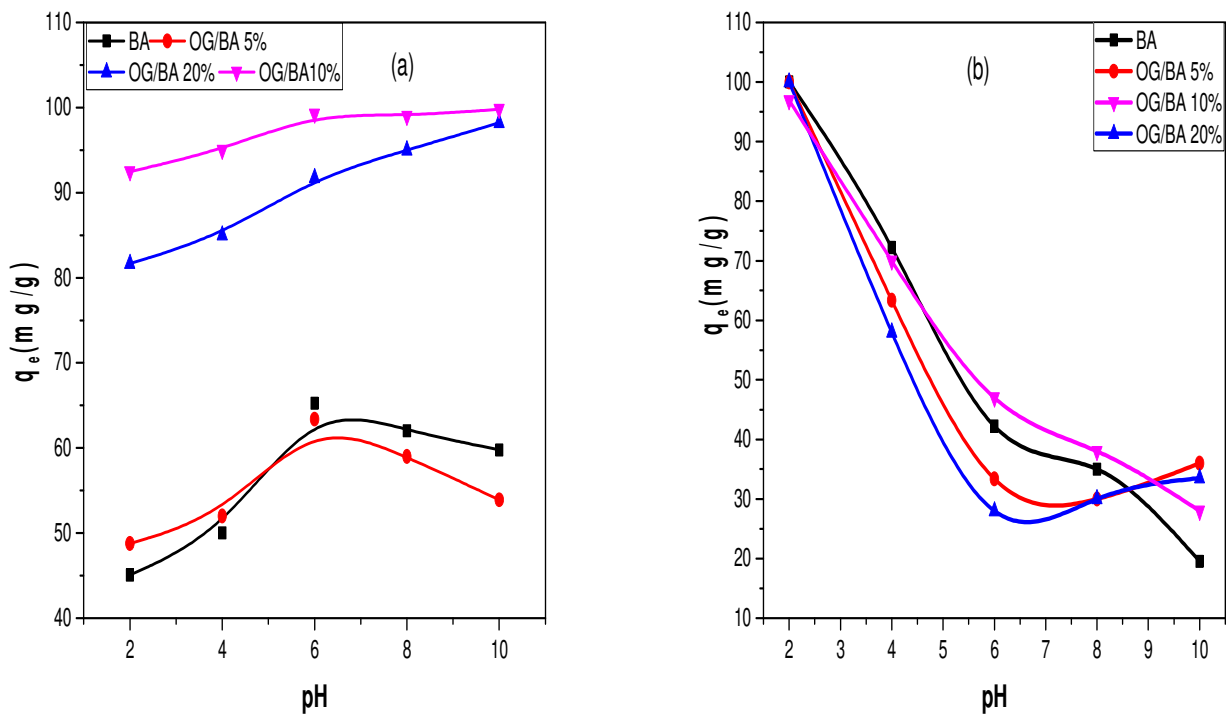 110
100
90
80
70
60
50
40
q e (m g /g)
BA OG/BA 5%
OG/BA 20% OG/BA10%
(a)
2 4 6 8 10
pH
110
100
90
80
70
60
50
40
30
20
10
q e (m g /g)
(b)
BA
OG/BA 5%
OG/BA 10%
OG/BA 20%
2 3 4 5 6 7 8 9 10
pH